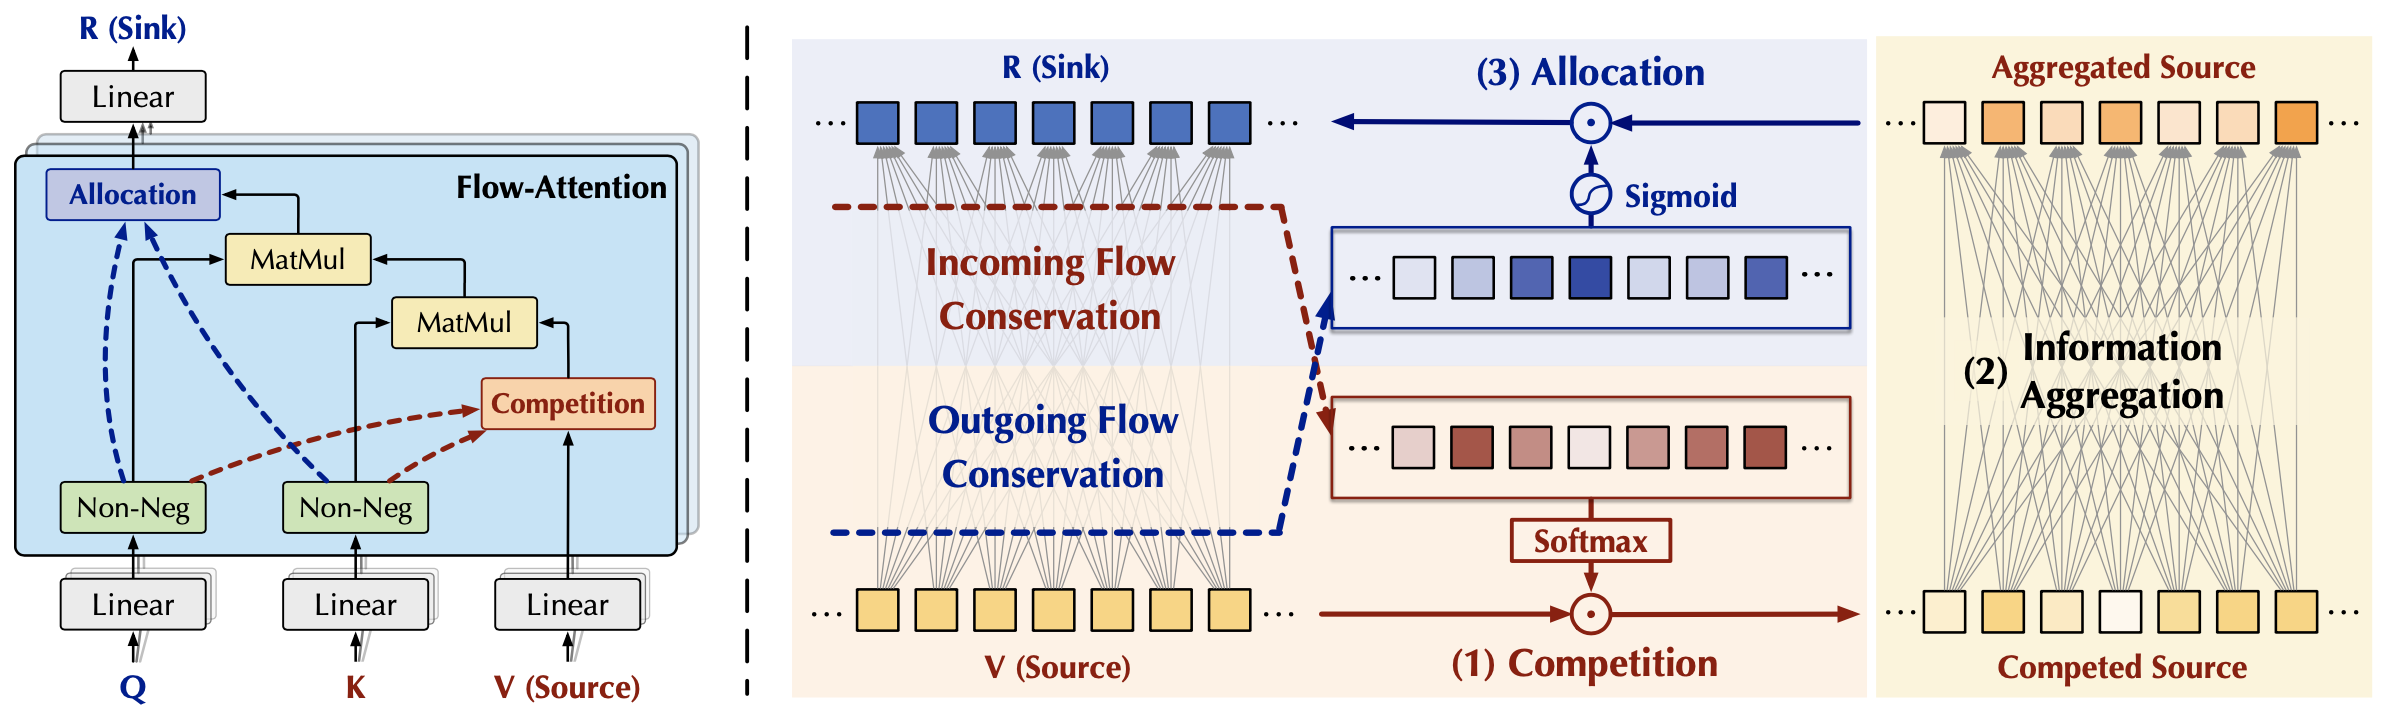 R (Sink)
Linear
Allocation
Flow-Attention
MatMul
MatMul
Competition
Non-Neg
Non-Neg
Linear
Linear
Linear
Q
K
V (Source)
R (Sink)
(3) Allocation
...
...
Sigmoid
Incoming Flow
Conservation
...
...
Outgoing Flow
Conservation
...
...
Softmax
...
...
V (Source)
(1) Competition
Aggregated Source
...
...
(2)
Information
Aggregation
...
...
Competed Source